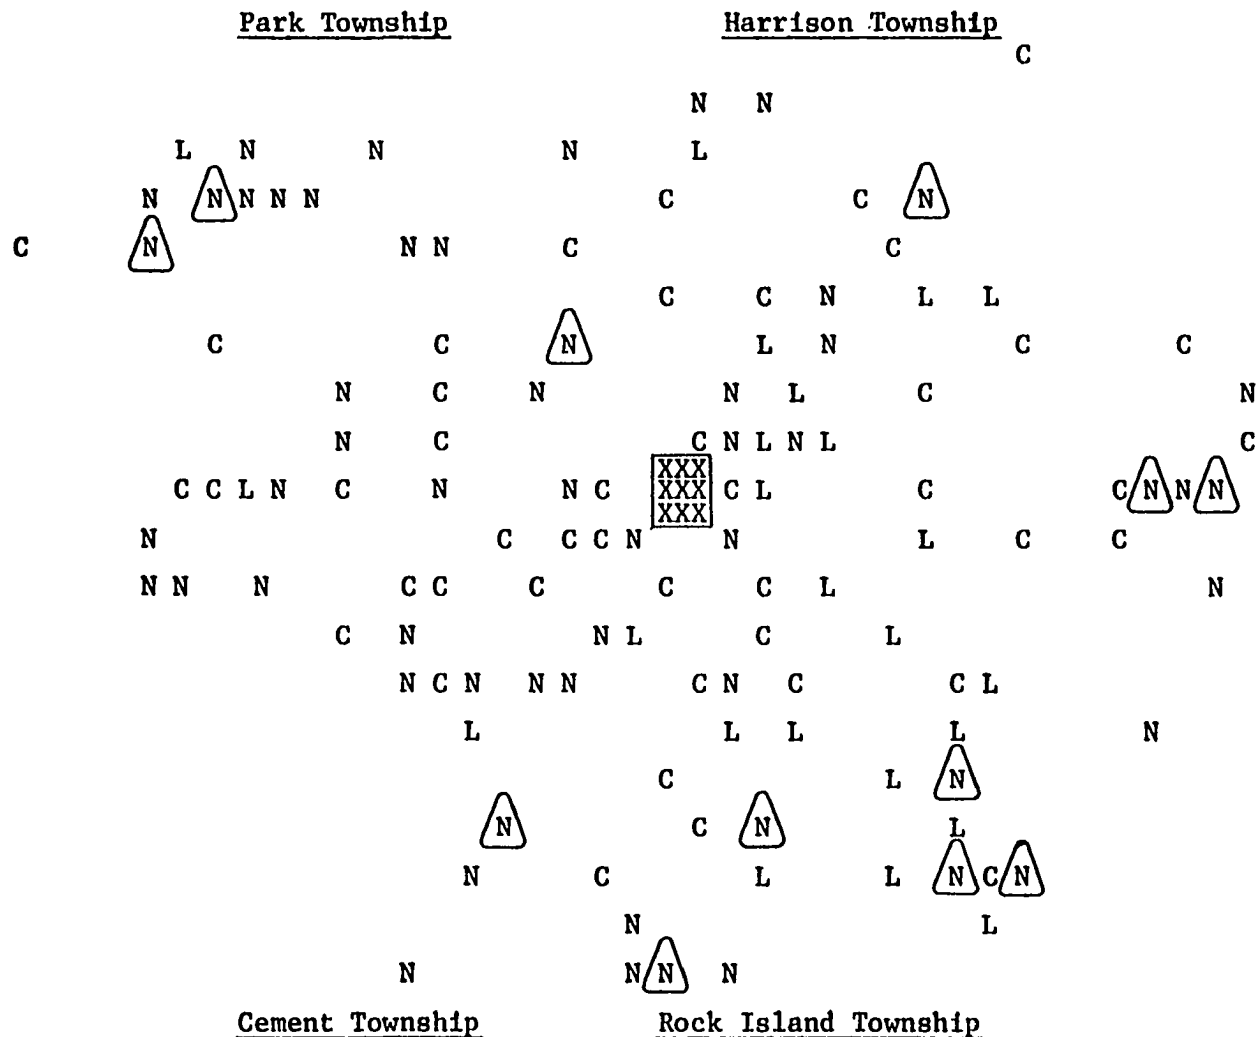 Park Township Harrison Township
C
N N
L N N N L
N N N N N C C N
C N N N C C
C C N L L
C C N L N C C
N C N N L C N
N C C N L N L C
XXX
C C L N C N N C XXX C L C C N N N
XXX
N C C C N N L C C
N N N C C C C C L N
C N N L C L
N C N N N C N C C L
L L L L N
C L N
N C N L
N C L L N C N
N L
N N N N
Cement Township Rock Island Township